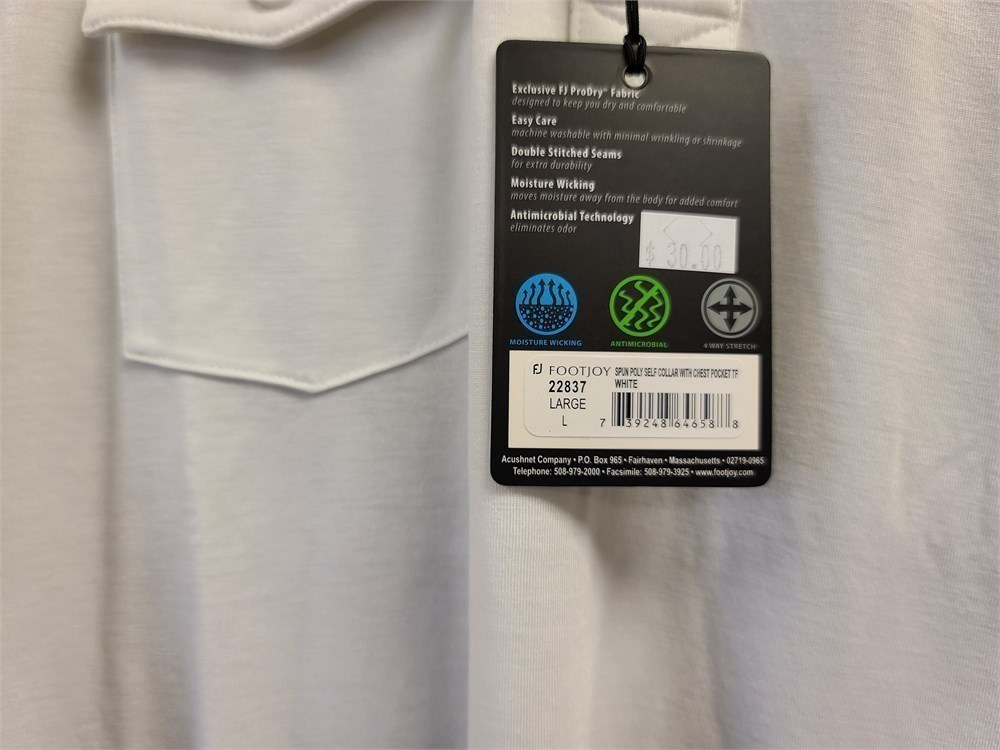 Exclusive FJ ProDry™ Fabric
designed to keep you dry and comfortable
Easy Care
machine washable with minimal wrinkling or shrinkage
Double Stitched Seams
for extra durability
Moisture Wicking
moves moisture away from the body for added comfort
Antimicrobial Technology
eliminates odor
$ 30.00
MOISTURE WICKING
ANTIMICROBIAL
4 WAY STRETCH
FJ FOOTJOY
22837
LARGE
L
SPUN POLY SELF COLLAR WITH CHEST POCKET TF
WHITE
7 39248 64658 8
Acushnet Company • P.O. Box 965 • Fairhaven • Massachusetts • 02719-0965
Telephone: 508-979-2000 • Facsimile: 508-979-3925 • www.footjoy.com